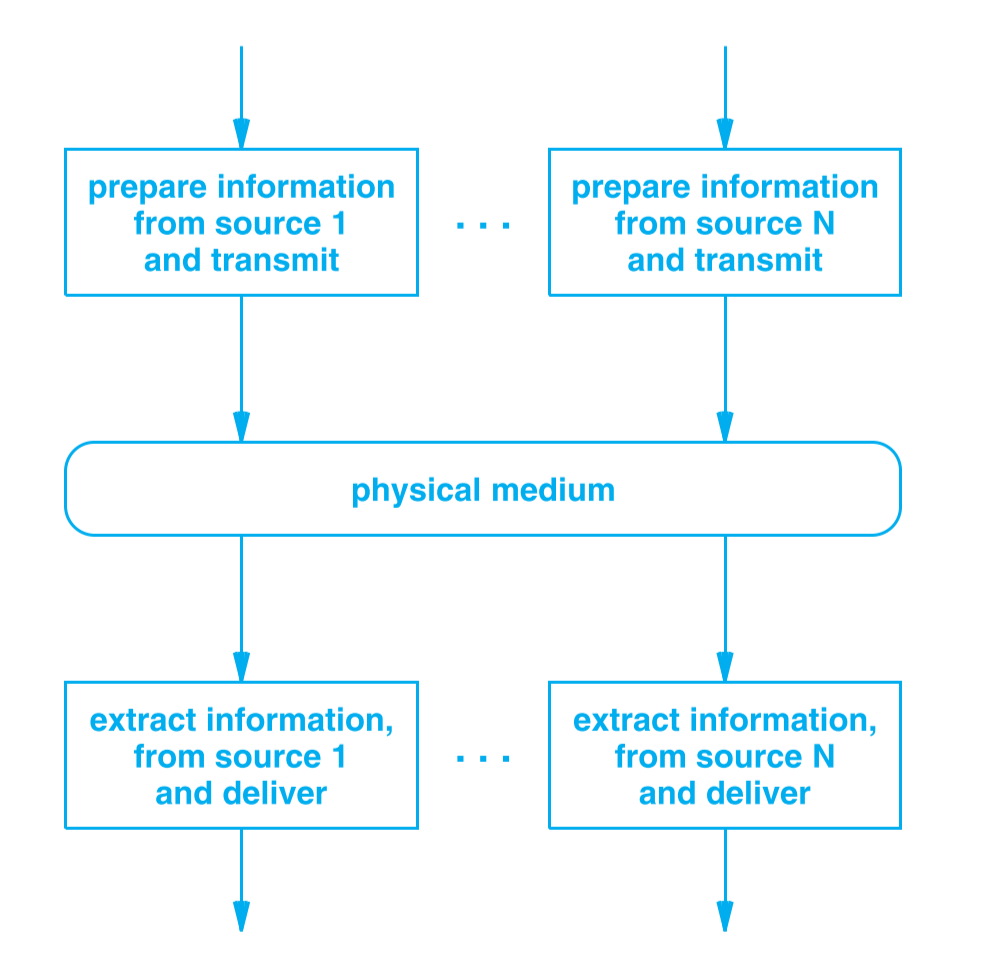 prepare information
from source 1
and transmit
. . .
prepare information
from source N
and transmit
physical medium
extract information,
from source 1
and deliver
. . .
extract information,
from source N
and deliver